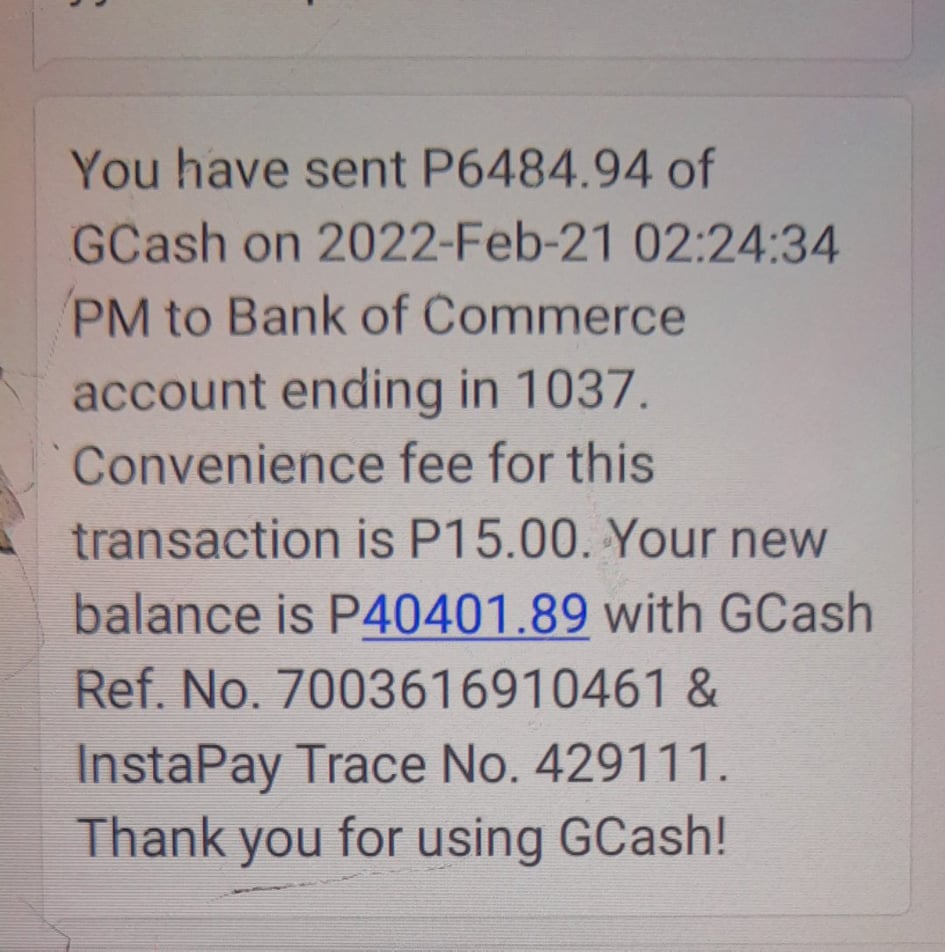 You have sent P6484.94 of
GCash on 2022-Feb-21 02:24:34
PM to Bank of Commerce
account ending in 1037.
Convenience fee for this
transaction is P15.00. Your new
balance is P40401.89 with GCash
Ref. No. 7003616910461 &
InstaPay Trace No. 429111.
Thank you for using GCash!